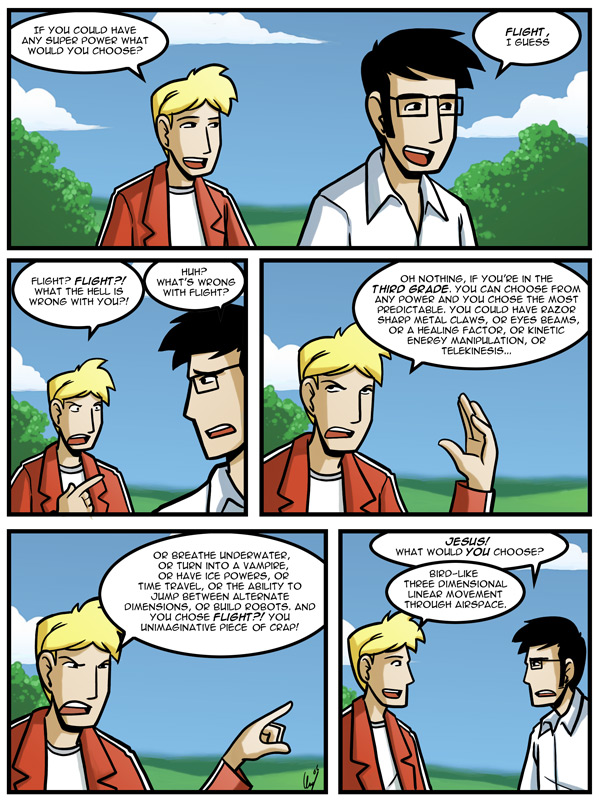 IF YOU COULD HAVE
ANY SUPER POWER WHAT
WOULD YOU CHOOSE?
FLIGHT,
I GUESS
FLIGHT? FLIGHT?!
WHAT THE HELL IS
WRONG WITH YOU?!
HUH?
WHAT'S WRONG
WITH FLIGHT?
OH NOTHING, IF YOU'RE IN THE
THIRD GRADE. YOU CAN CHOOSE FROM
ANY POWER AND YOU CHOSE THE MOST
PREDICTABLE. YOU COULD HAVE RAZOR
SHARP METAL CLAWS, OR EYES BEAMS,
OR A HEALING FACTOR, OR KINETIC
ENERGY MANIPULATION, OR
TELEKINESIS...
OR BREATHE UNDERWATER,
OR TURN INTO A VAMPIRE,
OR HAVE ICE POWERS, OR
TIME TRAVEL, OR THE ABILITY TO
JUMP BETWEEN ALTERNATE
DIMENSIONS, OR BUILD ROBOTS. AND
YOU CHOSE FLIGHT?! YOU
UNIMAGINATIVE PIECE OF CRAP!
JESUS!
WHAT WOULD YOU CHOOSE?
BIRD-LIKE
THREE DIMENSIONAL
LINEAR MOVEMENT
THROUGH AIRSPACE.